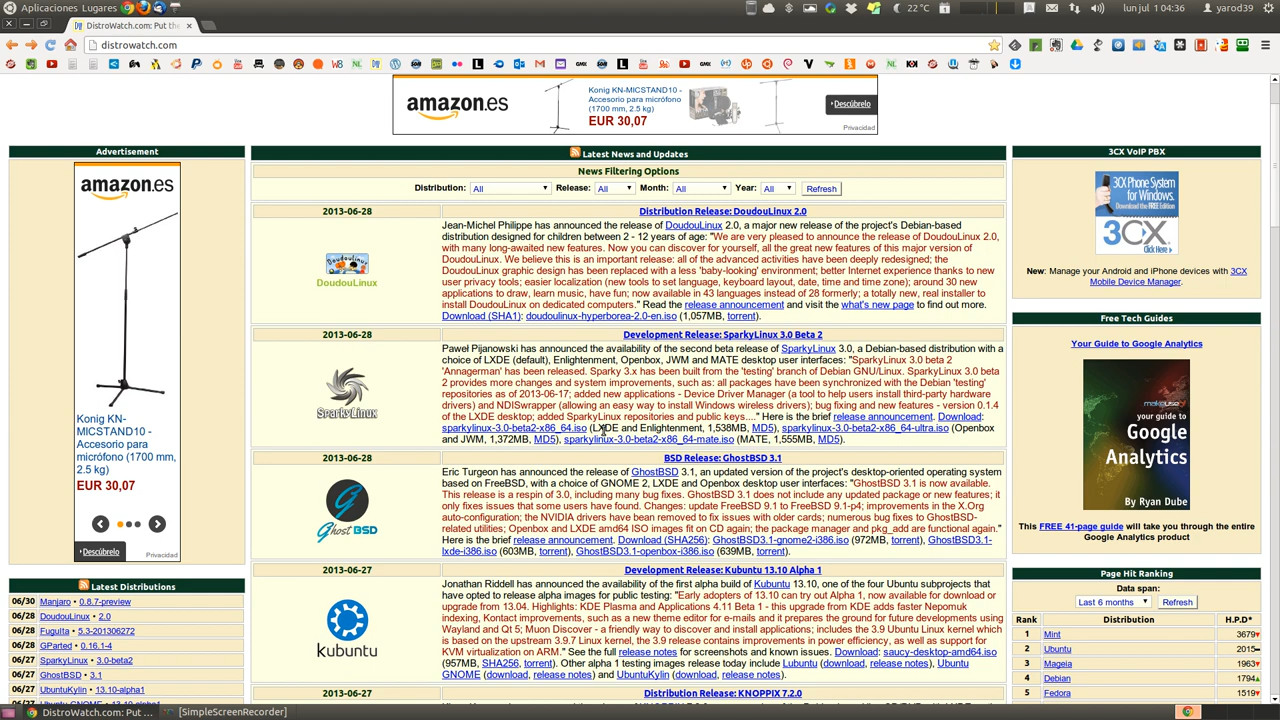 Aplicaciones Lugares
22°C
lun jul 1 04:36
yarod39
DistroWatch.com: Put the
distrowatch.com
amazon.es
Konig KN-MICSTAND10 -
Accesorio para micrófono
(1700 mm, 2.5 kg)
EUR 30,07
Descúbrelo
Privacidad
Advertisement
amazon.es
Konig KN-
MICSTAND10 -
Accesorio para
micrófono (1700 mm,
2.5 kg)
EUR 30,07
Descúbrelo
Privacidad
Latest Distributions
06/30 Manjaro • 0.8.7-preview
06/28 DoudouLinux • 2.0
06/28 Fuguita • 5.3-201306272
06/28 GParted • 0.16.1-4
06/27 SparkyLinux • 3.0-beta2
06/27 GhostBSD • 3.1
06/27 UbuntuKylin • 13.10-alpha1
Latest News and Updates
News Filtering Options
Distribution: All Release: All Month: All Year: All Refresh
2013-06-28 Distribution Release: DoudouLinux 2.0
DoudouLinux
Jean-Michel Philippe has announced the release of DoudouLinux 2.0, a major new release of the project's Debian-based
distribution designed for children between 2 - 12 years of age: "We are very pleased to announce the release of DoudouLinux 2.0,
with many long-awaited new features. Now you can discover for yourself, all the great new features of this major version of
DoudouLinux. We believe this is an important release: all of the advanced activities have been deeply redesigned; the
DoudouLinux graphic design has been replaced with a less 'baby-looking' environment; better Internet experience thanks to new
user privacy tools; easier localization (new tools to set language, keyboard layout, date, time and time zone); around 30 new
applications to draw, learn music, have fun; now available in 43 languages instead of 28 formerly; a totally new, real installer to
install DoudouLinux on dedicated computers." Read the release announcement and visit the what's new page to find out more.
Download (SHA1): doudoulinux-hyperborea-2.0-en.iso (1,057MB, torrent).
2013-06-28 Development Release: SparkyLinux 3.0 Beta 2
SparkyLinux
Paweł Pijanowski has announced the availability of the second beta release of SparkyLinux 3.0, a Debian-based distribution with a
choice of LXDE (default), Enlightenment, Openbox, JWM and MATE desktop user interfaces: "SparkyLinux 3.0 beta 2
'Annagerman' has been released. Sparky 3.x has been built from the 'testing' branch of Debian GNU/Linux. SparkyLinux 3.0 beta
2 provides more changes and system improvements, such as: all packages have been synchronized with the Debian 'testing'
repositories as of 2013-06-21; added new applications - Device Driver Manager (a tool to help users install third-party hardware
drivers) and NDISwrapper (allowing an easy way to install Windows wireless drivers); bug fixing and new features - version 0.1.4
of the LXDE desktop; added SparkyLinux repositories and public keys...." Here is the brief release announcement. Download:
sparkylinux-3.0-beta2-x86_64.iso (LXDE and Enlightenment, 1,538MB, MD5), sparkylinux-3.0-beta2-x86_64-ultra.iso (Openbox
and JWM, 1,372MB, MD5), sparkylinux-3.0-beta2-x86_64-mate.iso (MATE, 1,555MB, MD5).
2013-06-28 BSD Release: GhostBSD 3.1
Ghost BSD
Eric Turgeon has announced the release of GhostBSD 3.1, an updated version of the project's desktop-oriented operating system
based on FreeBSD, with a choice of GNOME 2, LXDE and Openbox desktop user interfaces: "GhostBSD 3.1 is now available.
This release is a respin of 3.0, including many bug fixes. GhostBSD 3.1 does not include any updated package or new features; it
only fixes issues that some users have found. Changes: update FreeBSD 9.1 to FreeBSD 9.1-p4; improvements in the X.Org
auto-configuration; the NVIDIA drivers have been removed to fix issues with older cards; numerous bug fixes to GhostBSD-
related utilities; Openbox and LXDE amd64 ISO images fit on CD again; the package manager and pkg_add are functional again."
Here is the brief release announcement. Download (SHA256): GhostBSD3.1-gnome2-i386.iso (972MB, torrent), GhostBSD3.1-
lxde-i386.iso (603MB, torrent), GhostBSD3.1-openbox-i386.iso (639MB, torrent).
2013-06-27 Development Release: Kubuntu 13.10 Alpha 1
kubuntu
Jonathan Riddell has announced the availability of the first alpha build of Kubuntu 13.10, one of the four Ubuntu subprojects that
have opted to release alpha images for public testing: "Early adopters of 13.10 can try out Alpha 1, now available for download or
upgrade from 13.04. Highlights: KDE Plasma and Applications 4.11 Beta 1 - this upgrade from KDE adds faster Nepomuk
indexing, Kontact improvements, such as a new theme editor for e-mails and it prepares the ground for future developments using
Wayland and Qt 5; Muon Discover - a friendly way to discover and install applications; includes the 3.9 Ubuntu Linux kernel which
is based on the upstream 3.9.7 Linux kernel, the 3.9 release contains improvements in power efficiency, as well as support for
KVM virtualization on ARM." See the full release notes for screenshots and known issues. Download: saucy-desktop-amd64.iso
(957MB, SHA256, torrent). Other alpha 1 testing images release today include Lubuntu (download, release notes) and Ubuntu
GNOME (download, release notes) and UbuntuKylin (download, release notes).
2013-06-27 Distribution Release: KNOPPIX 7.2.0
3CX VoIP PBX
3CX Phone System
for Windows
Download the FREE Edition
3CX
Click Here
New: Manage your Android and iPhone devices with 3CX
Mobile Device Manager.
Free Tech Guides
Your Guide to Google Analytics
makeuseof
your guide to
Google
Analytics
By Ryan Dube
This FREE 41-page guide will take you through the entire
Google Analytics product
Page Hit Ranking
Data span:
Last 6 months Refresh
Rank Distribution H.P.D*
1 Mint 3679
2 Ubuntu 2015
3 Mageia 1963
4 Debian 1794
5 Fedora 1519
DistroWatch.com: Put ...
[SimpleScreenRecorder]